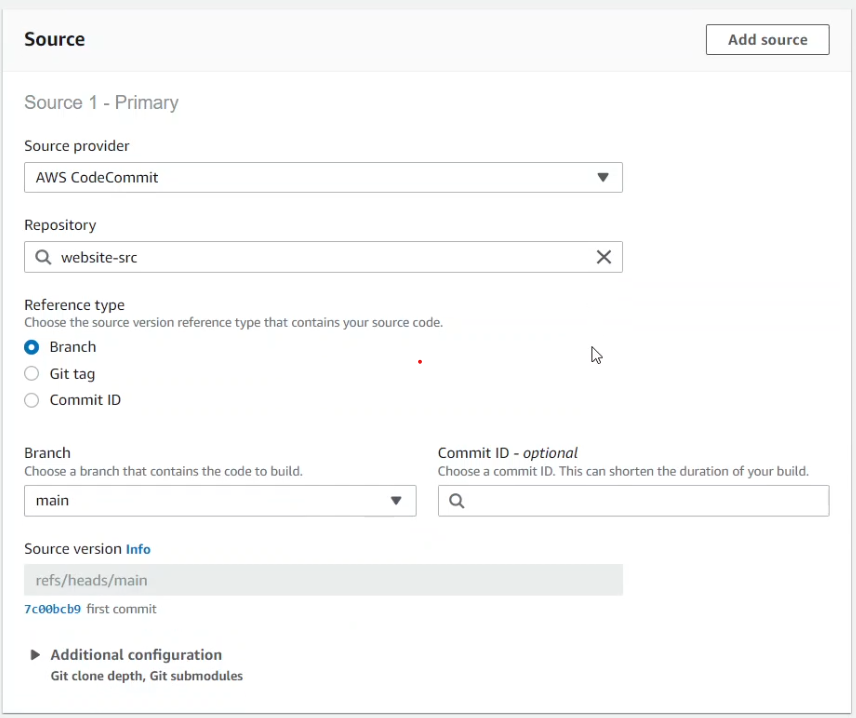 Source
Add source
Source 1 - Primary
Source provider
AWS CodeCommit
Repository
website-src
Reference type
Choose the source version reference type that contains your source code.
Branch
Git tag
Commit ID
Branch
Choose a branch that contains the code to build.
main
Commit ID - optional
Choose a commit ID. This can shorten the duration of your build.
Source version Info
refs/heads/main
7c00bcb9 first commit
Additional configuration
Git clone depth, Git submodules